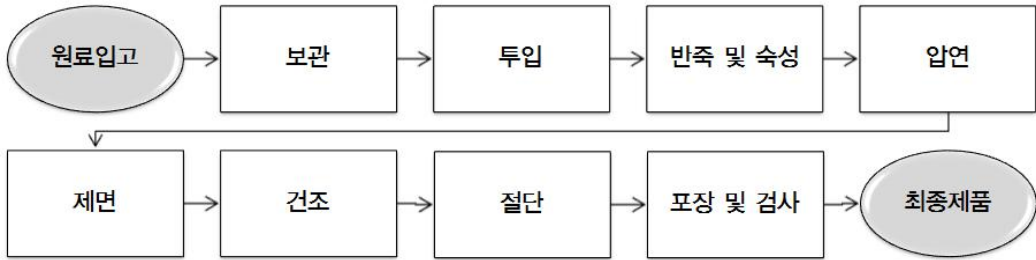 원료입고
보관
투입
반죽 및 숙성
압연
제면
건조
절단
포장 및 검사
최종제품